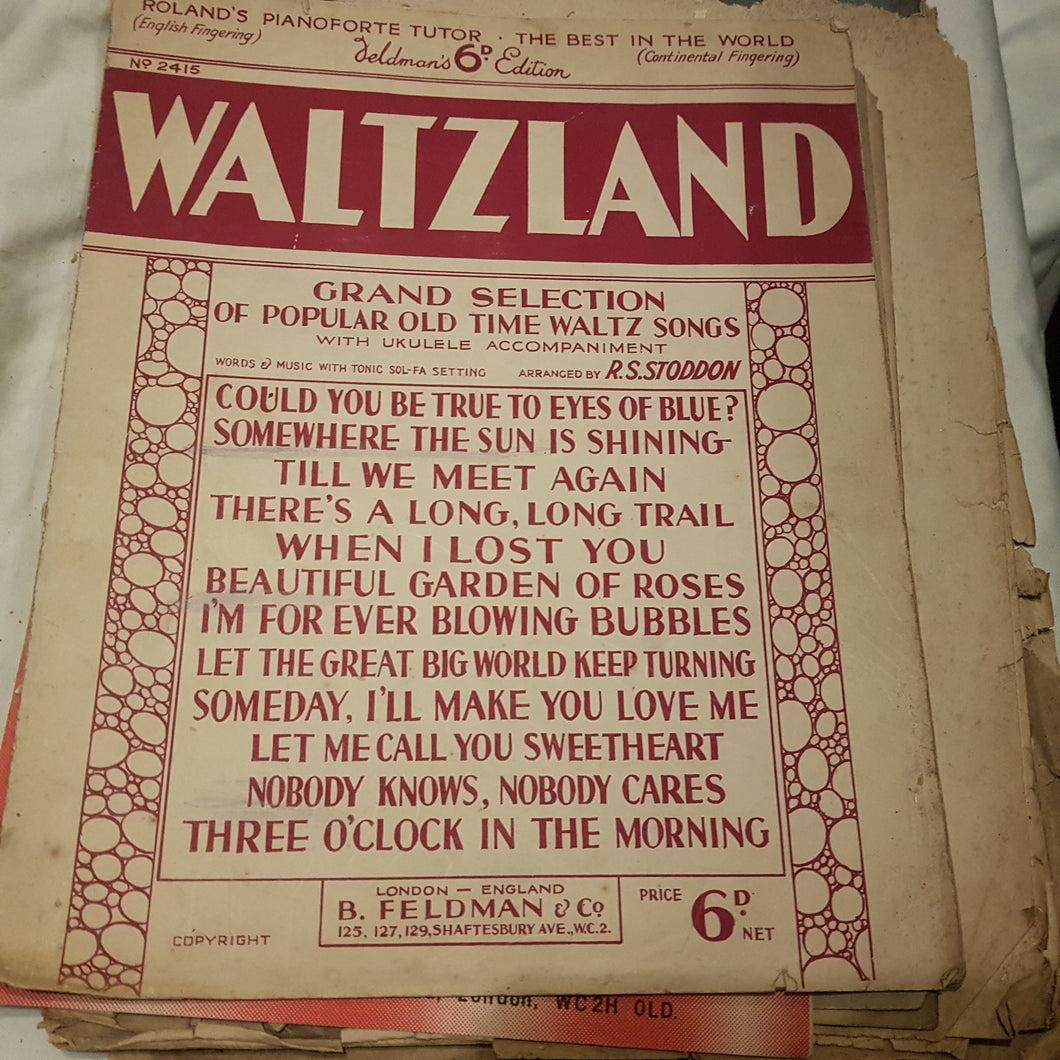 ROLAND'S PIANOFORTE TUTOR · THE BEST IN THE WORLD
(English Fingering) Feldman's 6D. Edition (Continental Fingering)
No 2415
WALTZLAND
GRAND SELECTION
OF POPULAR OLD TIME WALTZ SONGS
WITH UKULELE ACCOMPANIMENT
WORDS & MUSIC WITH TONIC SOL-FA SETTING ARRANGED BY R.S.STODDON
COULD YOU BE TRUE TO EYES OF BLUE?
SOMEWHERE THE SUN IS SHINING
TILL WE MEET AGAIN
THERE'S A LONG, LONG TRAIL
WHEN I LOST YOU
BEAUTIFUL GARDEN OF ROSES
I'M FOR EVER BLOWING BUBBLES
LET THE GREAT BIG WORLD KEEP TURNING
SOMEDAY, I'LL MAKE YOU LOVE ME
LET ME CALL YOU SWEETHEART
NOBODY KNOWS, NOBODY CARES
THREE O'CLOCK IN THE MORNING
LONDON — ENGLAND
B. FELDMAN & Co.
125, 127, 129, SHAFTESBURY AVE., W.C.2.
COPYRIGHT
PRICE 6D. NET
London, WC2H OLD.